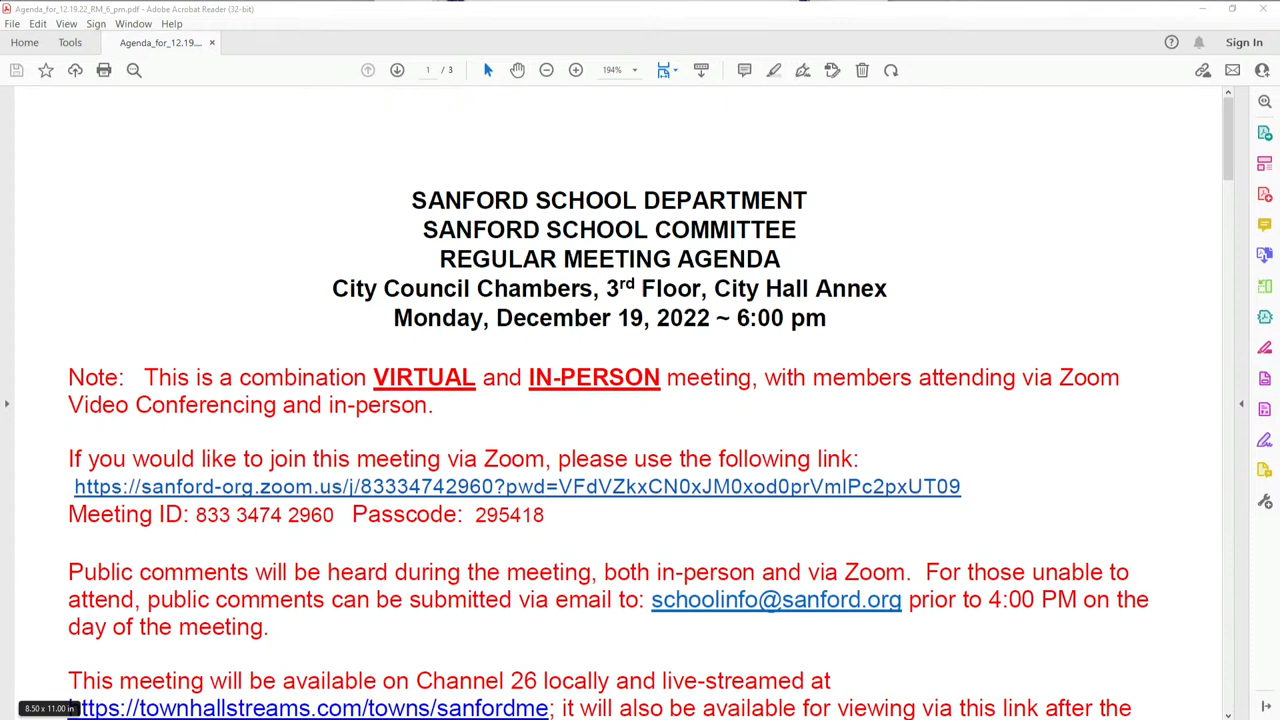 Agenda_for_12.19.22_RM_6_pm.pdf - Adobe Acrobat Reader (32-bit)
File Edit View Sign Window Help
Home Tools Agenda_for_12.19.... × Sign In
1 / 3 194%
SANFORD SCHOOL DEPARTMENT
SANFORD SCHOOL COMMITTEE
REGULAR MEETING AGENDA
City Council Chambers, 3rd Floor, City Hall Annex
Monday, December 19, 2022 ~ 6:00 pm
Note: This is a combination VIRTUAL and IN-PERSON meeting, with members attending via Zoom
Video Conferencing and in-person.
If you would like to join this meeting via Zoom, please use the following link:
https://sanford-org.zoom.us/j/83334742960?pwd=VFdVZkxCN0xJM0xod0prVmlPc2pxUT09
Meeting ID: 833 3474 2960 Passcode: 295418
Public comments will be heard during the meeting, both in-person and via Zoom. For those unable to
attend, public comments can be submitted via email to: schoolinfo@sanford.org prior to 4:00 PM on the
day of the meeting.
This meeting will be available on Channel 26 locally and live-streamed at
https://townhallstreams.com/towns/sanfordme; it will also be available for viewing via this link after the
8.50 x 11.00 in